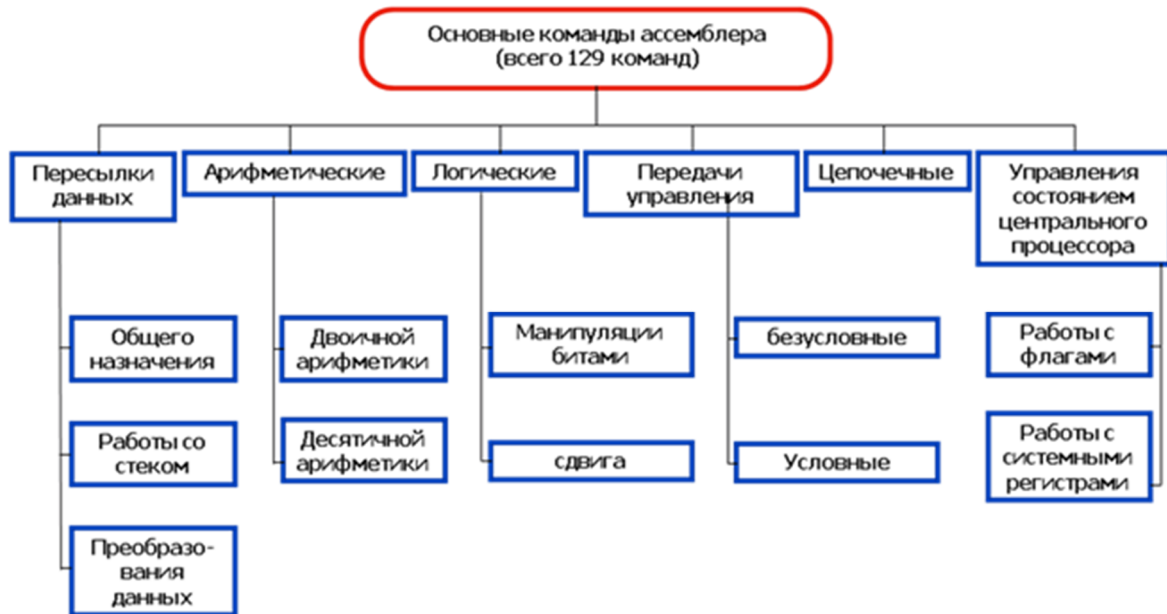 Основные команды ассемблера
(всего 129 команд)
Пересылки
данных
Арифметические
Логические
Передачи
управления
Цепочечные
Управления
состоянием
центрального
процессора
Общего
назначения
Двоичной
арифметики
Манипуляции
битами
безусловные
Работы с
флагами
Работы со
стеком
Десятичной
арифметики
сдвига
Условные
Работы с
системными
регистрами
Преобразо-
вания
данных